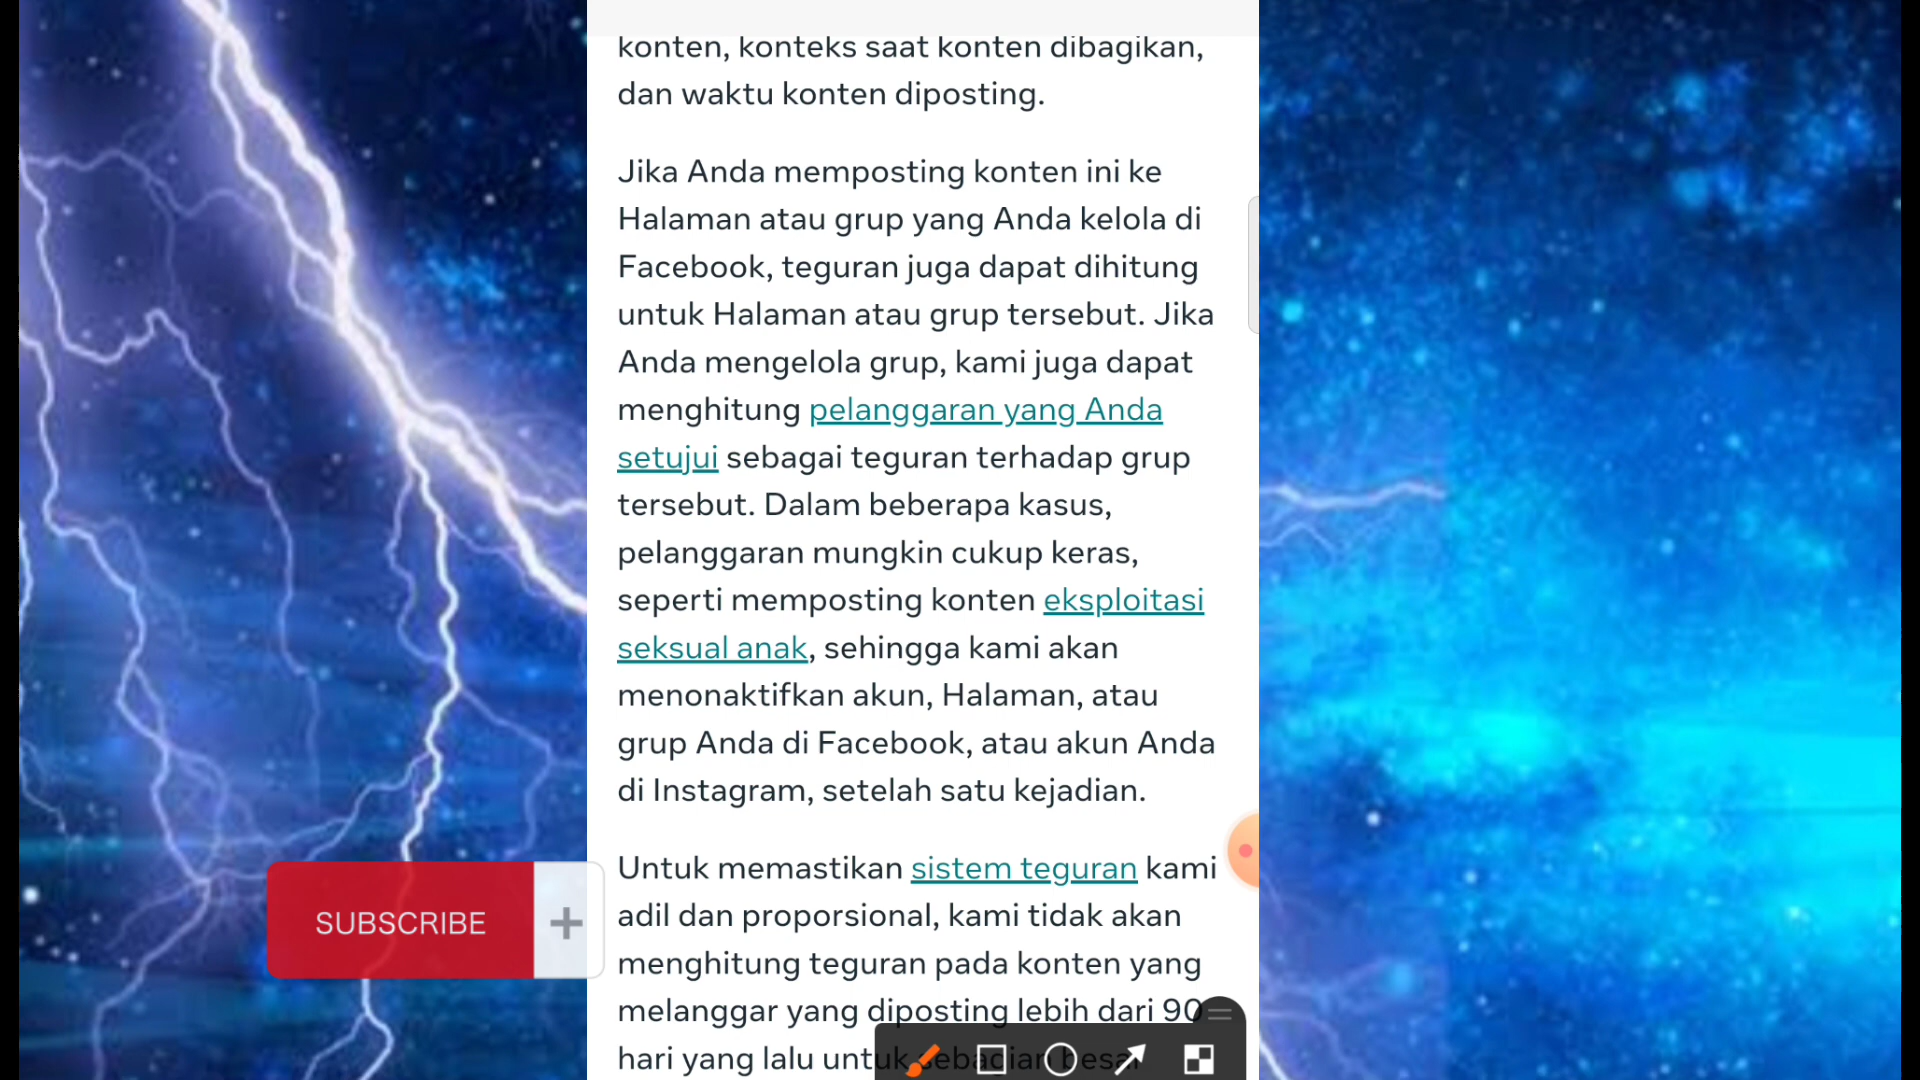 konten, konteks saat konten dibagikan,
dan waktu konten diposting.
Jika Anda memposting konten ini ke
Halaman atau grup yang Anda kelola di
Facebook, teguran juga dapat dihitung
untuk Halaman atau grup tersebut. Jika
Anda mengelola grup, kami juga dapat
menghitung pelanggaran yang Anda
setujui sebagai teguran terhadap grup
tersebut. Dalam beberapa kasus,
pelanggaran mungkin cukup keras,
seperti memposting konten eksploitasi
seksual anak, sehingga kami akan
menonaktifkan akun, Halaman, atau
grup Anda di Facebook, atau akun Anda
di Instagram, setelah satu kejadian.
Untuk memastikan sistem teguran kami
adil dan proporsional, kami tidak akan
menghitung teguran pada konten yang
melanggar yang diposting lebih dari 90
hari yang lalu untuk sebagian besar
SUBSCRIBE